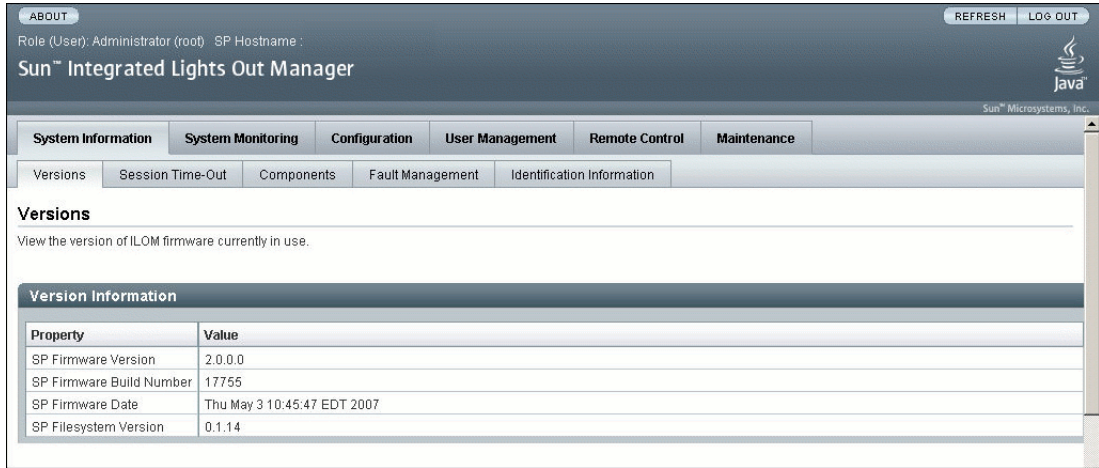 ABOUT
REFRESH LOG OUT
Role (User): Administrator (root) SP Hostname :
Sun™ Integrated Lights Out Manager
Java™
Sun™ Microsystems, Inc.
System Information System Monitoring Configuration User Management Remote Control Maintenance
Versions Session Time-Out Components Fault Management Identification Information
Versions
View the version of ILOM firmware currently in use.
Version Information
Property Value
SP Firmware Version 2.0.0.0
SP Firmware Build Number 17755
SP Firmware Date Thu May 3 10:45:47 EDT 2007
SP Filesystem Version 0.1.14